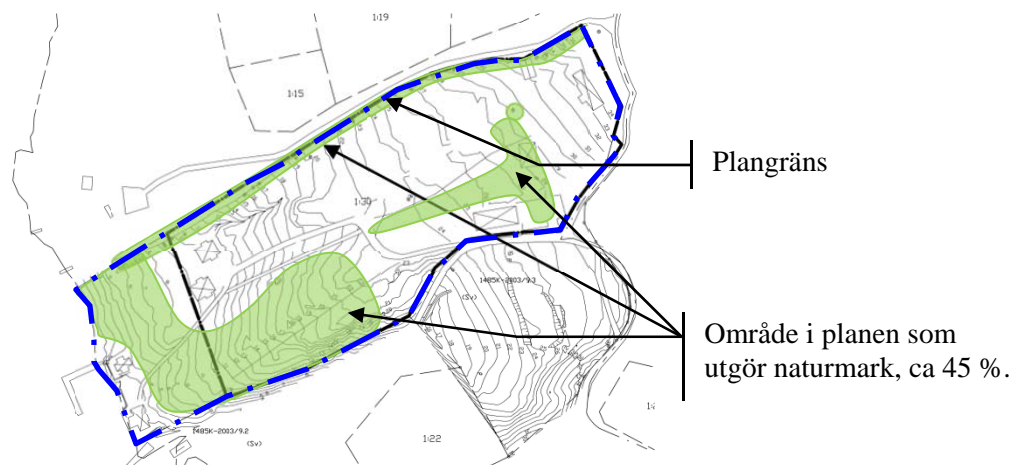 1:19
1:15
Plangräns
1:30
1485K-2003/9.3
(Sv)
Område i planen som
utgör naturmark, ca 45 %.
1485K-2003/9.2
(Sv)
1:22